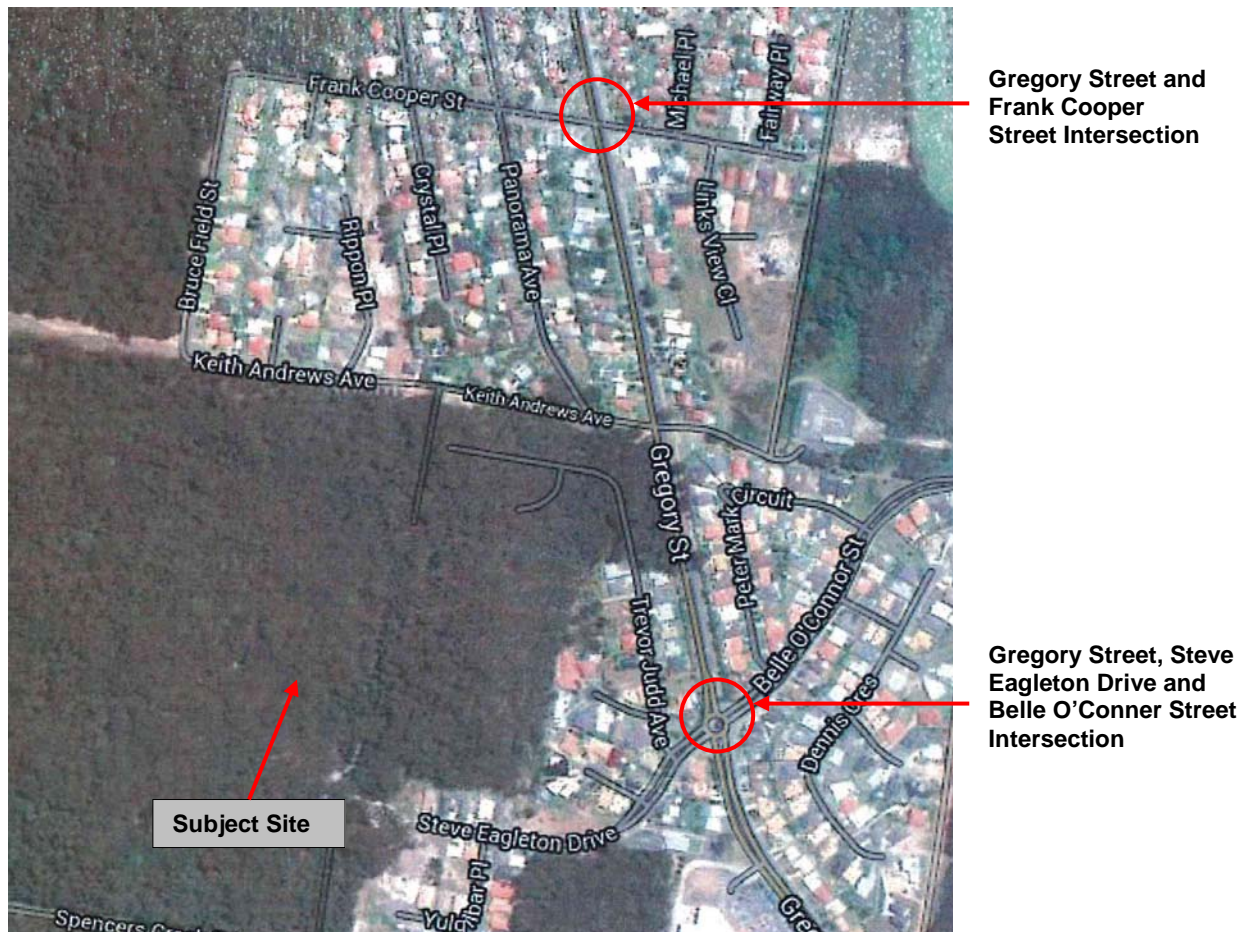 Gregory Street and
Frank Cooper
Street Intersection
Frank Cooper St
Michael Pl
Fairway Pl
Bruce Field St
Rippon Pl
Crystal Pl
Panorama Ave
Links View Cl
Keith Andrews Ave
Keith Andrews Ave
Gregory St
Circuit
Peter Mark
Belle O'Connor St
Trevor Judd Ave
Dennis Cres
Gregory Street, Steve
Eagleton Drive and
Belle O'Conner Street
Intersection
Subject Site
Steve Eagleton Drive
Spencers
Gre